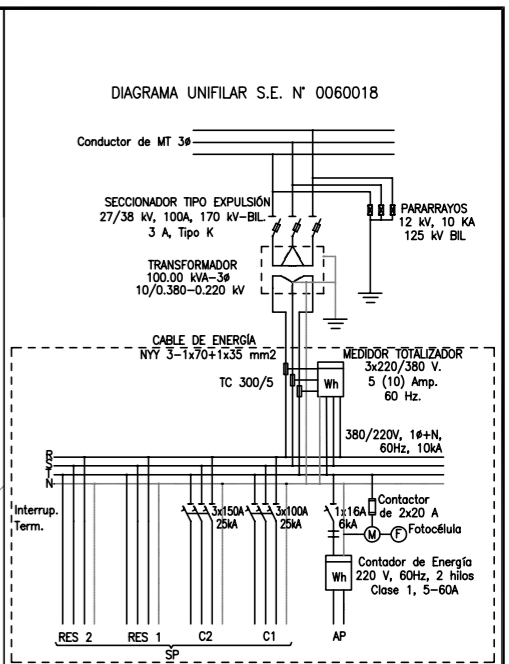 DIAGRAMA UNIFILAR S.E. N° 0060018
Conductor de MT 3ø
SECCIONADOR TIPO EXPULSIÓN
27/38 kV, 100A, 170 kV-BIL.
3 A, Tipo K
PARARRAYOS
12 kV, 10 KA
125 kV BIL
TRANSFORMADOR
100.00 kVA-3ø
10/0.380-0.220 kV
CABLE DE ENERGÍA
NYY 3-1x70+1x35 mm2
TC 300/5
Wh
MEDIDOR TOTALIZADOR
3x220/380 V.
5 (10) Amp.
60 Hz.
380/220V, 1ø+N,
60Hz, 10kA
R
S
T
N
Interrup.
Term.
3x150A
25kA
3x100A
25kA
1x16A
6kA
Contactor
de 2x20 A
M
F
Fotocélula
Wh
Contador de Energía
220 V, 60Hz, 2 hilos
Clase 1, 5-60A
RES 2
RES 1
C2
C1
AP
SP